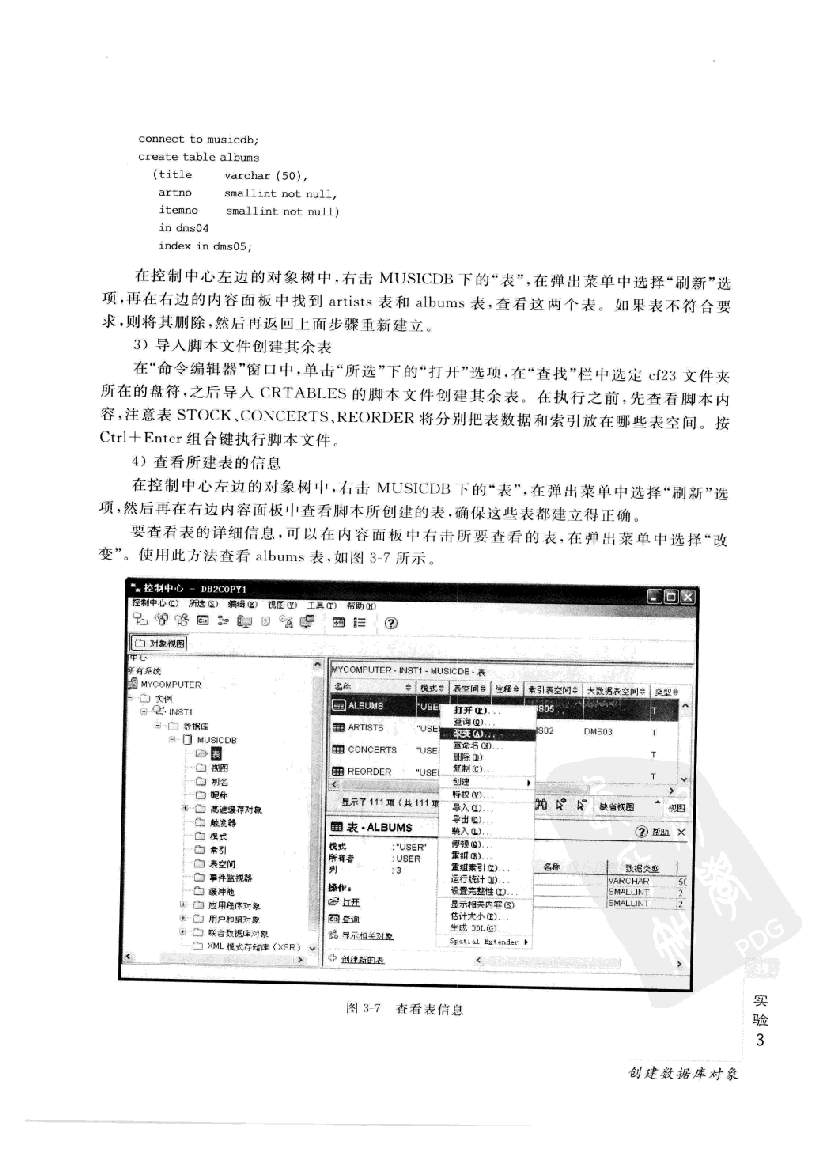 connect to musicdb;
create table albums
(title varchar (50),
artno smallint not null,
itemno smallint not null)
in dms04
index in dms05;
在控制中心左边的对象树中,右击 MUSICDB 下的“表”,在弹出菜单中选择“刷新”选
项,再在右边的内容面板中找到 artists 表和 albums 表,查看这两个表。如果表不符合要
求,则将其删除,然后再返回上面步骤重新建立。
3) 导入脚本文件创建其余表
在“命令编辑器”窗口中,单击“所选”下的“打开”选项,在“查找”栏中选定 cf23 文件夹
所在的盘符,之后导入 CRTABLES 的脚本文件创建其余表。在执行之前,先查看脚本内
容,注意表 STOCK、CONCERTS、REORDER 将分别把表数据和索引放在哪些表空间。按
Ctrl+Enter 组合键执行脚本文件。
4) 查看所建表的信息
在控制中心左边的对象树中,右击 MUSICDB 下的“表”,在弹出菜单中选择“刷新”选
项,然后再在右边内容面板中查看脚本所创建的表,确保这些表都建立得正确。
要查看表的详细信息,可以在内容面板中右击所要查看的表,在弹出菜单中选择“改
变”。使用此方法查看 albums 表,如图 3-7 所示。
控制中心 - DB2COPY1
控制中心(C) 所选(S) 编辑(E) 视图(V) 工具(T) 帮助(H)
对象视图
所有系统
MYCOMPUTER
实例
INST1
数据库
MUSICDB
表
视图
别名
昵称
高速缓存对象
触发器
模式
索引
表空间
事件监视器
缓冲池
应用程序对象
用户和组对象
联合数据库对象
XML 模式存储库 (XSR)
MYCOMPUTER - INST1 - MUSICDB - 表
名称 模式 表空间 注释 索引表空间 大数据表空间 类型
ALBUMS "USE MS05 T
ARTISTS "USE MS02 DMS03 T
CONCERTS "USE T
REORDER "USE T
显示了 111 项 (共 111 项
缺省视图 视图
打开(E)...
查询(Q)...
改变(A)...
重命名(N)...
删除(D)
复制(C)...
创建
特权(V)...
导入(I)...
导出(E)...
装入(L)...
停顿(Q)...
重组(R)...
重组索引(Z)...
运行统计(U)...
设置完整性(I)...
显示相关内容(S)
估计大小(E)...
生成 DDL(G)
Spatial Extender
表 - ALBUMS
帮助
模式 : "USER"
所有者 : USER
列 : 3
操作:
打开
查询
显示相关对象
创建新的表
名称 数据类型
VARCHAR 50
SMALLINT 2
SMALLINT 2
图 3-7 查看表信息
实
验
3
创建数据库对象
PDG